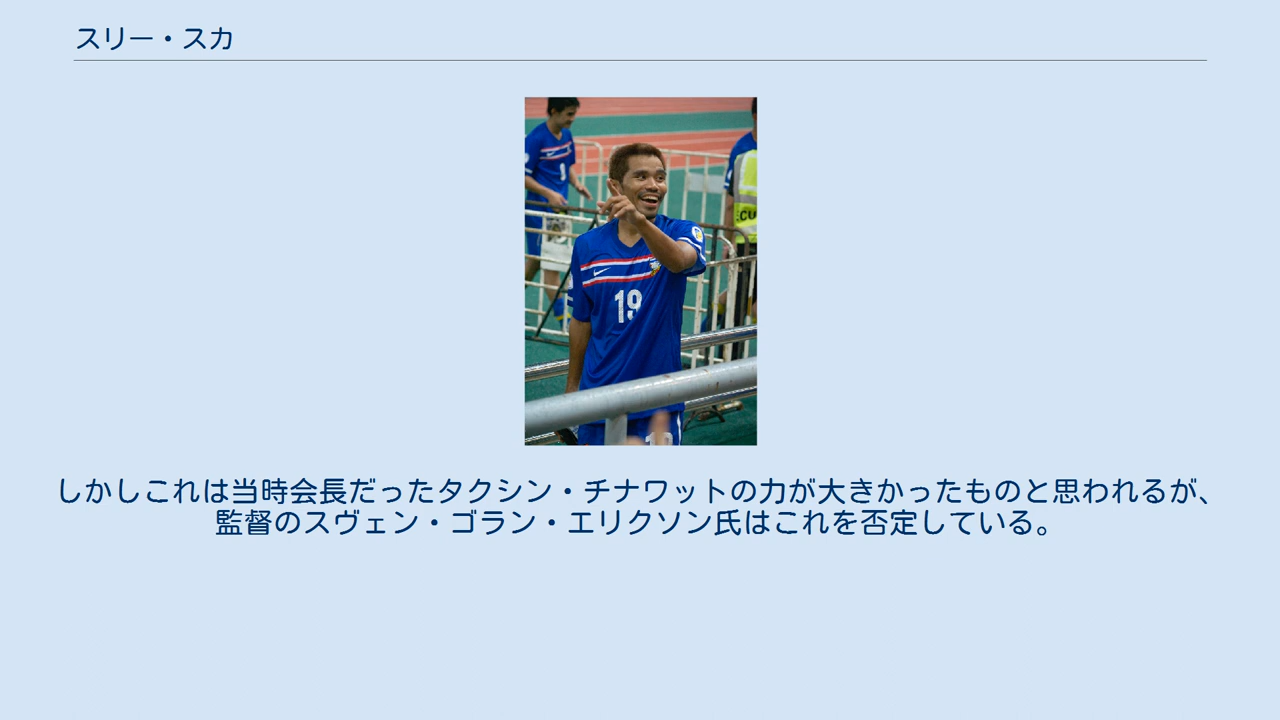 スリー・スカ
19
CU
しかしこれは当時会長だったタクシン・チナワットの力が大きかったものと思われるが、
監督のスヴェン・ゴラン・エリクソン氏はこれを否定している。